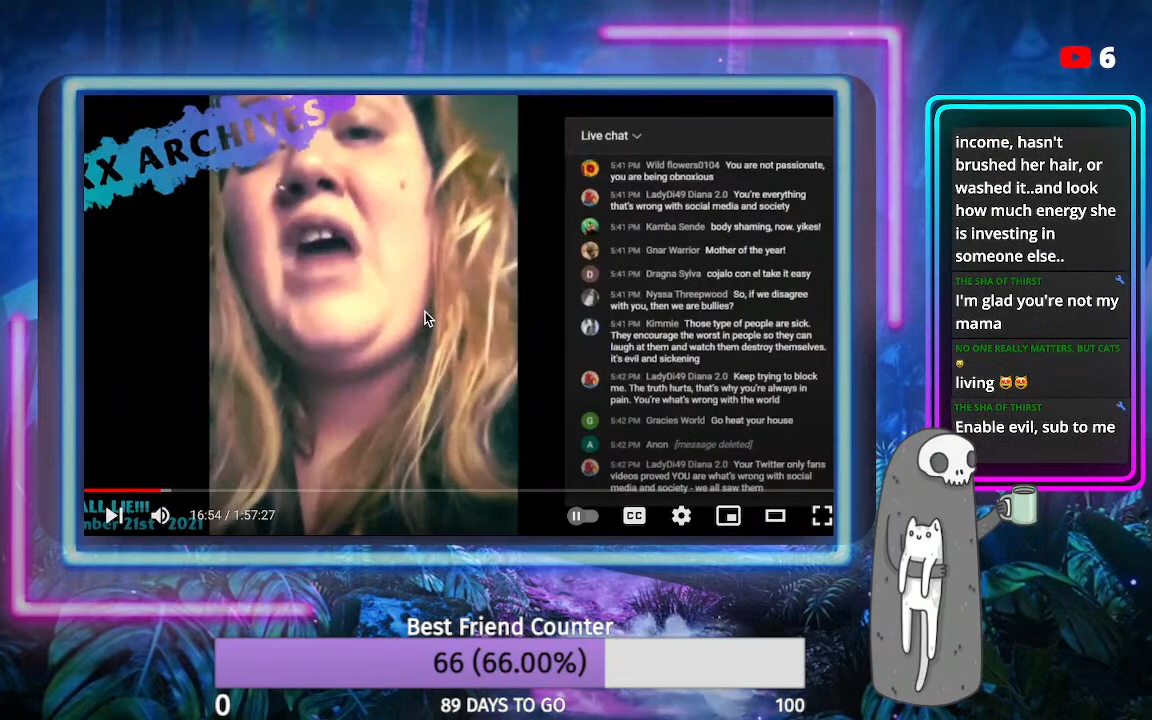 6
XX ARCHIVES
Live chat
5:41 PM Wild flowers0104 You are not passionate,
you are being obnoxious
5:41 PM LadyDi49 Diana 2.0 You're everything
that's wrong with social media and society
5:41 PM Kamba Sende body shaming, now. yikes!
5:41 PM Gnar Warrior Mother of the year!
D 5:41 PM Dragna Sylva cojalo con el take it easy
5:41 PM Nyssa Threepwood So, if we disagree
with you, then we are bullies?
5:41 PM Kimmie Those type of people are sick.
They encourage the worst in people so they can
laugh at them and watch them destroy themselves.
it's evil and sickening
5:42 PM LadyDi49 Diana 2.0 Keep trying to block
me. The truth hurts, that's why you're always in
pain. You're what's wrong with the world
G 5:42 PM Gracies World Go heat your house
A 5:42 PM Anon [message deleted]
5:42 PM LadyDi49 Diana 2.0 Your Twitter only fans
videos proved YOU are what's wrong with social
media and society - we all saw them
ALL LIE!!!
mber 21st 2021
16:54 / 1:57:27
CC
income, hasn't
brushed her hair, or
washed it..and look
how much energy she
is investing in
someone else..
THE SHA OF THIRST
I'm glad you're not my
mama
NO ONE REALLY MATTERS. BUT CATS
😺
living 😻😻
THE SHA OF THIRST
Enable evil, sub to me
Best Friend Counter
66 (66.00%)
0
89 DAYS TO GO
100